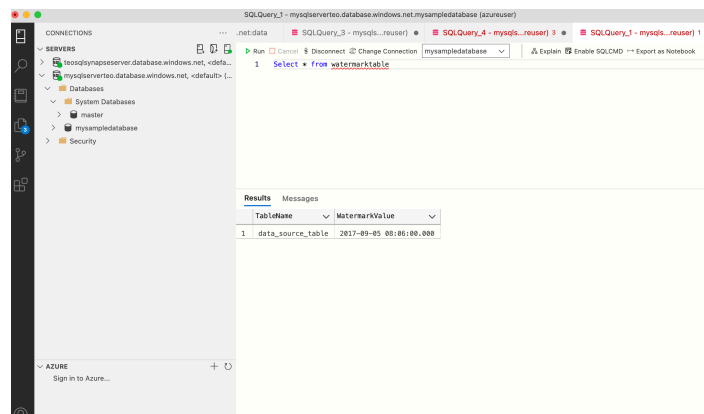 SQLQuery_1 - mysqlserverteo.database.windows.net.mysampledatabase (azureuser)
CONNECTIONS ...
.net:data SQLQuery_3 - mysqls...reuser) SQLQuery_4 - mysqls...reuser) 3 SQLQuery_1 - mysqls...reuser) 1
SERVERS
teosqlsynapseserver.database.windows.net, <defa...
mysqlserverteo.database.windows.net, <default> (...
Databases
System Databases
master
mysampledatabase
Security
3
Run Cancel Disconnect Change Connection mysampledatabase Explain Enable SQLCMD Export as Notebook
1 Select * from watermarktable
Results Messages
TableName WatermarkValue
1 data_source_table 2017-09-05 08:06:00.000
AZURE
Sign in to Azure...